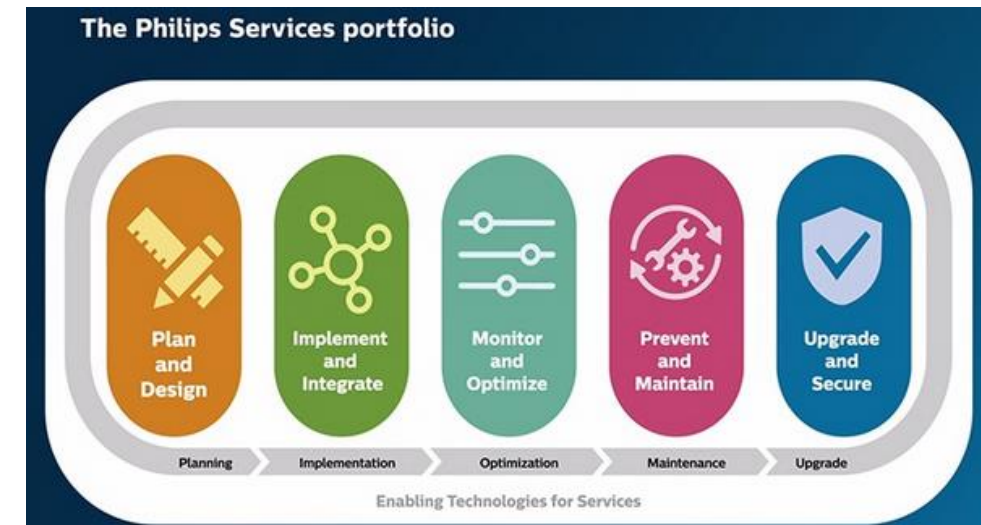 The Philips Services portfolio
Plan
and
Design
Implement
and
Integrate
Monitor
and
Optimize
Prevent
and
Maintain
Upgrade
and
Secure
Planning
Implementation
Optimization
Maintenance
Upgrade
Enabling Technologies for Services